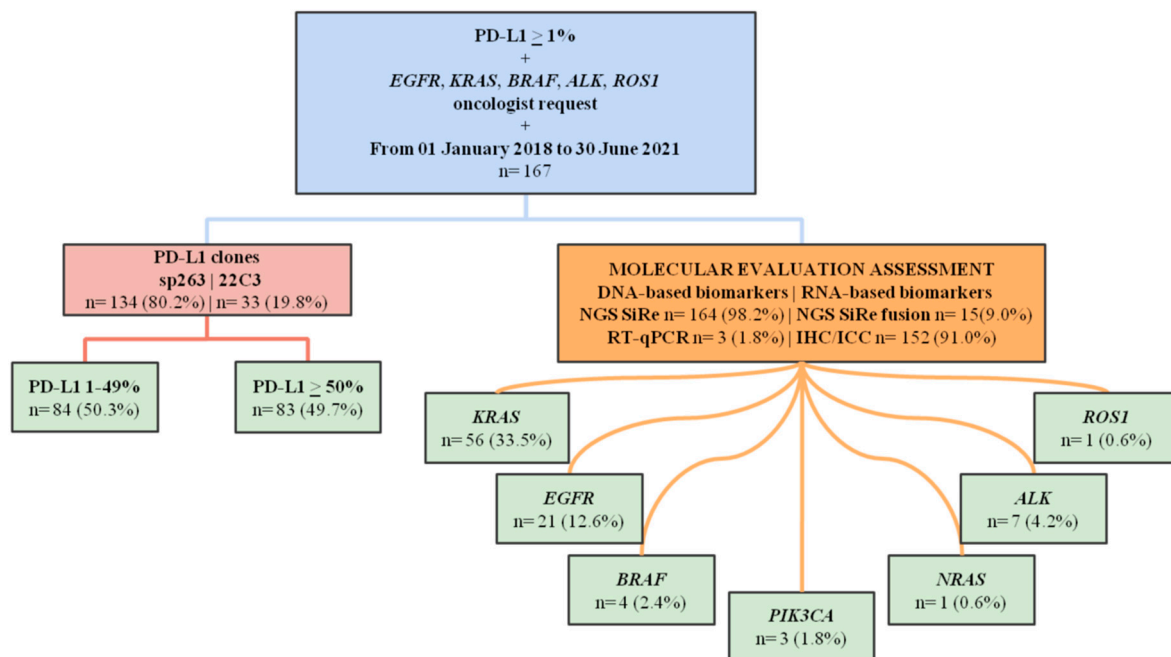 PD-L1 ≥ 1%
+
EGFR, KRAS, BRAF, ALK, ROS1
oncologist request
+
From 01 January 2018 to 30 June 2021
n= 167
PD-L1 clones
sp263 | 22C3
n= 134 (80.2%) | n= 33 (19.8%)
MOLECULAR EVALUATION ASSESSMENT
DNA-based biomarkers | RNA-based biomarkers
NGS SiRe n= 164 (98.2%) | NGS SiRe fusion n= 15(9.0%)
RT-qPCR n= 3 (1.8%) | IHC/ICC n= 152 (91.0%)
PD-L1 1-49%
n= 84 (50.3%)
PD-L1 ≥ 50%
n= 83 (49.7%)
KRAS
n= 56 (33.5%)
ROS1
n= 1 (0.6%)
EGFR
n= 21 (12.6%)
ALK
n= 7 (4.2%)
BRAF
n= 4 (2.4%)
NRAS
n= 1 (0.6%)
PIK3CA
n= 3 (1.8%)